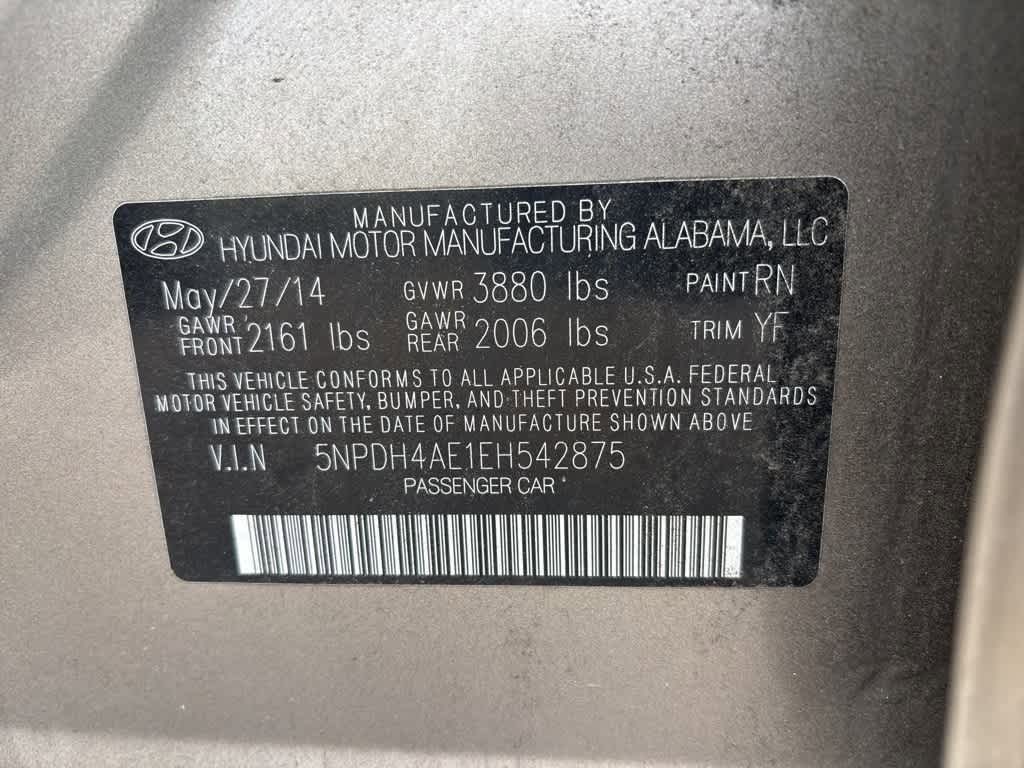 MANUFACTURED BY
HYUNDAI MOTOR MANUFACTURING ALABAMA, LLC
May/27/14 GVWR 3880 lbs PAINT RN
GAWR FRONT 2161 lbs GAWR REAR 2006 lbs TRIM YF
THIS VEHICLE CONFORMS TO ALL APPLICABLE U.S.A. FEDERAL
MOTOR VEHICLE SAFETY, BUMPER, AND THEFT PREVENTION STANDARDS
IN EFFECT ON THE DATE OF MANUFACTURE SHOWN ABOVE
V.I.N 5NPDH4AE1EH542875
PASSENGER CAR